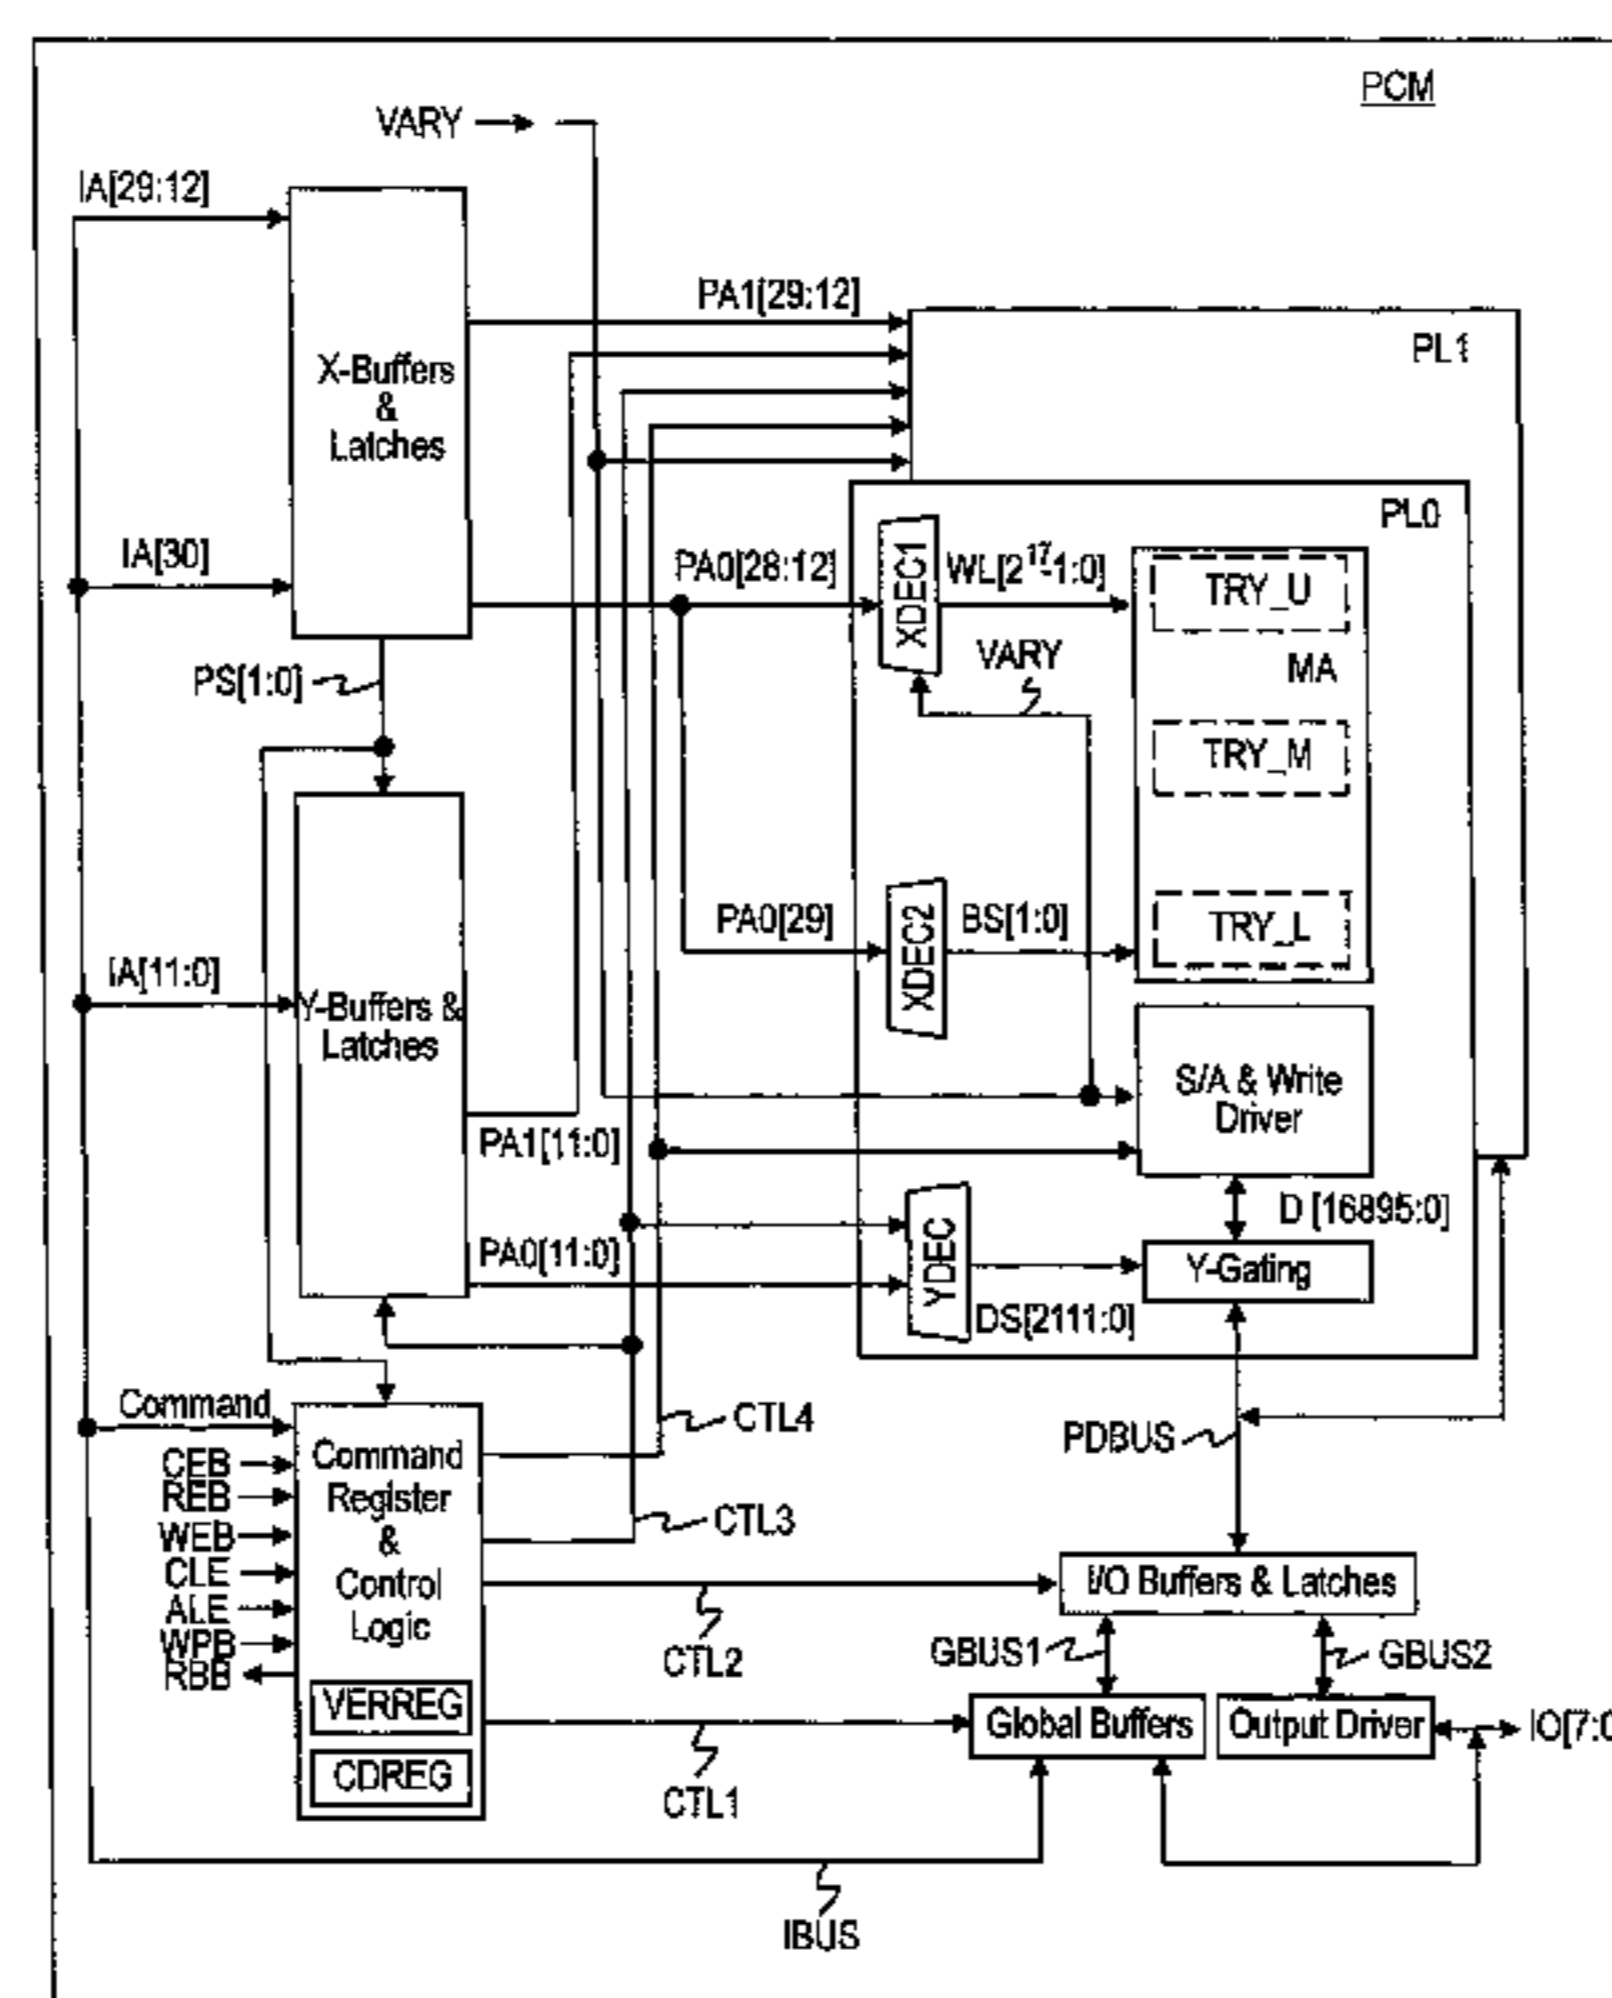 PCM
VARY
IA[29:12]
PA1[29:12]
PL1
X-Buffers
&
Latches
PL0
IA[30]
PA0[28:12]
XDEC1
WL[2^17-1:0]
TRY_U
VARY
MA
PS[1:0]
TRY_M
PA0[29]
XDEC2
BS[1:0]
TRY_L
IA[11:0]
Y-Buffers &
Latches
S/A & Write
Driver
PA1[11:0]
D [16895:0]
PA0[11:0]
YDEC
Y-Gating
DS[2111:0]
Command
CTL4
PDBUS
CEB
REB
WEB
CLE
ALE
WPB
RBB
Command
Register
&
Control
Logic
CTL3
I/O Buffers & Latches
CTL2
GBUS1
GBUS2
VERREG
Global Buffers
Output Driver
IO[7:0
CDREG
CTL1
IBUS